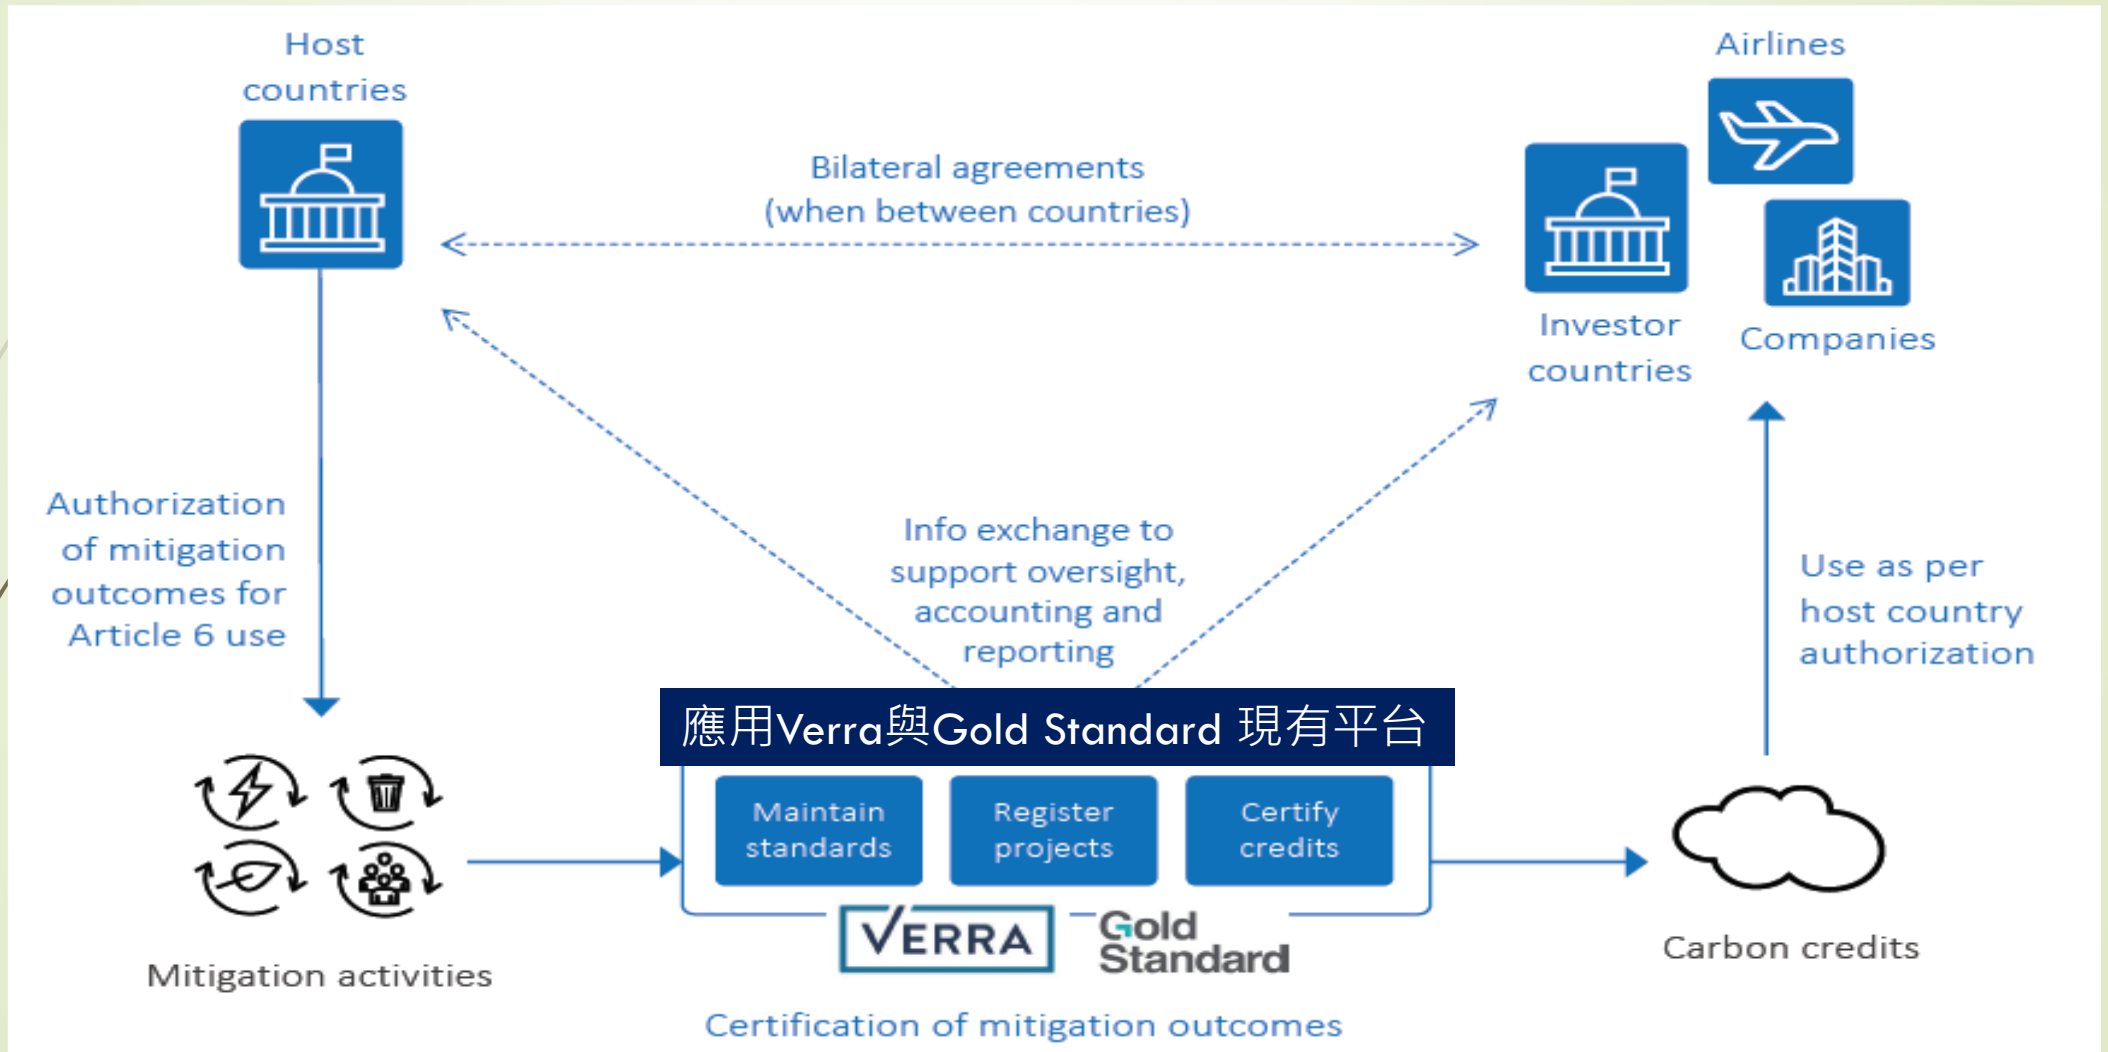 Host
countries
Airlines
Bilateral agreements
(when between countries)
Investor
countries
Companies
Authorization
of mitigation
outcomes for
Article 6 use
Info exchange to
support oversight,
accounting and
reporting
Use as per
host country
authorization
應用Verra與Gold Standard 現有平台
Maintain
standards
Register
projects
Certify
credits
VERRA
Gold
Standard
Mitigation activities
Carbon credits
Certification of mitigation outcomes